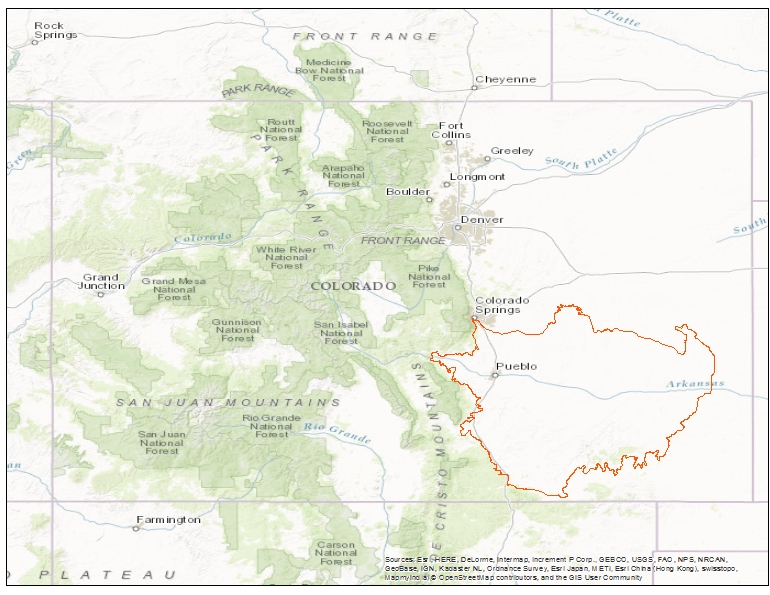 Rock
Springs
FRONT RANGE
Platte
Medicine
Bow National
Forest
Cheyenne
PARK RANGE
Routt
National
Forest
Roosevelt
National
Forest
Fort
Collins
Greeley
Green
South Platte
PARK RANGE
Arapaho
National
Forest
Longmont
Boulder
Denver
South
Colorado
White River
National
Forest
FRONT RANGE
Grand
Junction
Grand Mesa
National
Forest
COLORADO
Pike
National
Forest
Colorado
Springs
Gunnison
National
Forest
San Isabel
National
Forest
Pueblo
Arkansas
SAN JUAN MOUNTAINS
San Juan
National
Forest
Rio Grande
National
Forest
Rio Grande
E CRISTO MOUNTAINS
an
Farmington
Carson
National
Forest
PLATEAU
Sources: Esri, HERE, DeLorme, Intermap, increment P Corp., GEBCO, USGS, FAO, NPS, NRCAN,
GeoBase, IGN, Kadaster NL, Ordnance Survey, Esri Japan, METI, Esri China (Hong Kong), swisstopo,
MapmyIndia, © OpenStreetMap contributors, and the GIS User Community